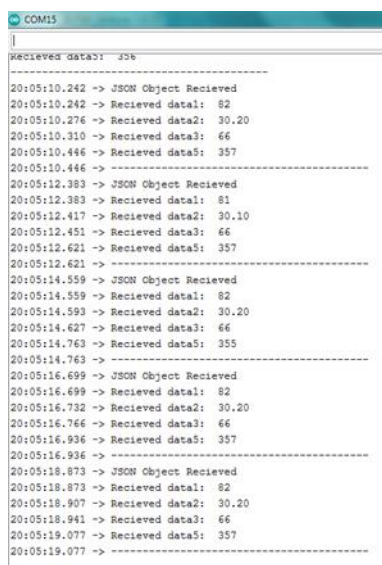 COM15
Recieved data5:  356
----------------------------------------
20:05:10.242 -> JSON Object Recieved
20:05:10.242 -> Recieved data1:  82
20:05:10.276 -> Recieved data2:  30.20
20:05:10.310 -> Recieved data3:  66
20:05:10.446 -> Recieved data5:  357
20:05:10.446 -> ----------------------------------------
20:05:12.383 -> JSON Object Recieved
20:05:12.383 -> Recieved data1:  81
20:05:12.417 -> Recieved data2:  30.10
20:05:12.451 -> Recieved data3:  66
20:05:12.621 -> Recieved data5:  357
20:05:12.621 -> ----------------------------------------
20:05:14.559 -> JSON Object Recieved
20:05:14.559 -> Recieved data1:  82
20:05:14.593 -> Recieved data2:  30.20
20:05:14.627 -> Recieved data3:  66
20:05:14.763 -> Recieved data5:  355
20:05:14.763 -> ----------------------------------------
20:05:16.699 -> JSON Object Recieved
20:05:16.699 -> Recieved data1:  82
20:05:16.732 -> Recieved data2:  30.20
20:05:16.766 -> Recieved data3:  66
20:05:16.936 -> Recieved data5:  357
20:05:16.936 -> ----------------------------------------
20:05:18.873 -> JSON Object Recieved
20:05:18.873 -> Recieved data1:  82
20:05:18.907 -> Recieved data2:  30.20
20:05:18.941 -> Recieved data3:  66
20:05:19.077 -> Recieved data5:  357
20:05:19.077 -> ----------------------------------------